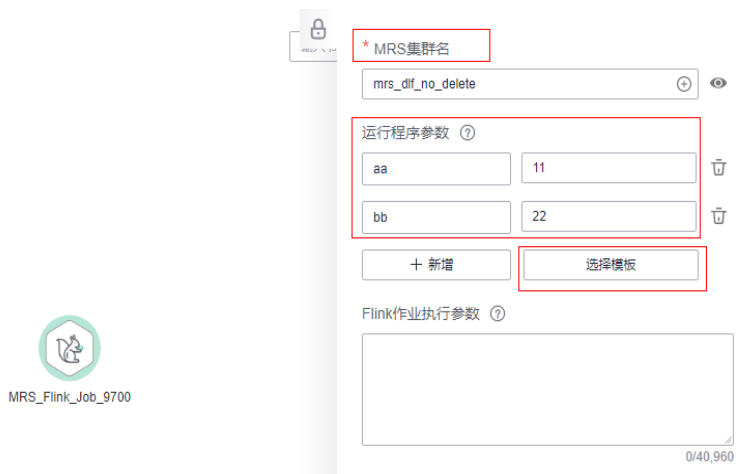 * MRS集群名
mrs_dlf_no_delete
运行程序参数 ?
aa 11
bb 22
+ 新增 选择模板
Flink作业执行参数 ?
MRS_Flink_Job_9700
0/40,960